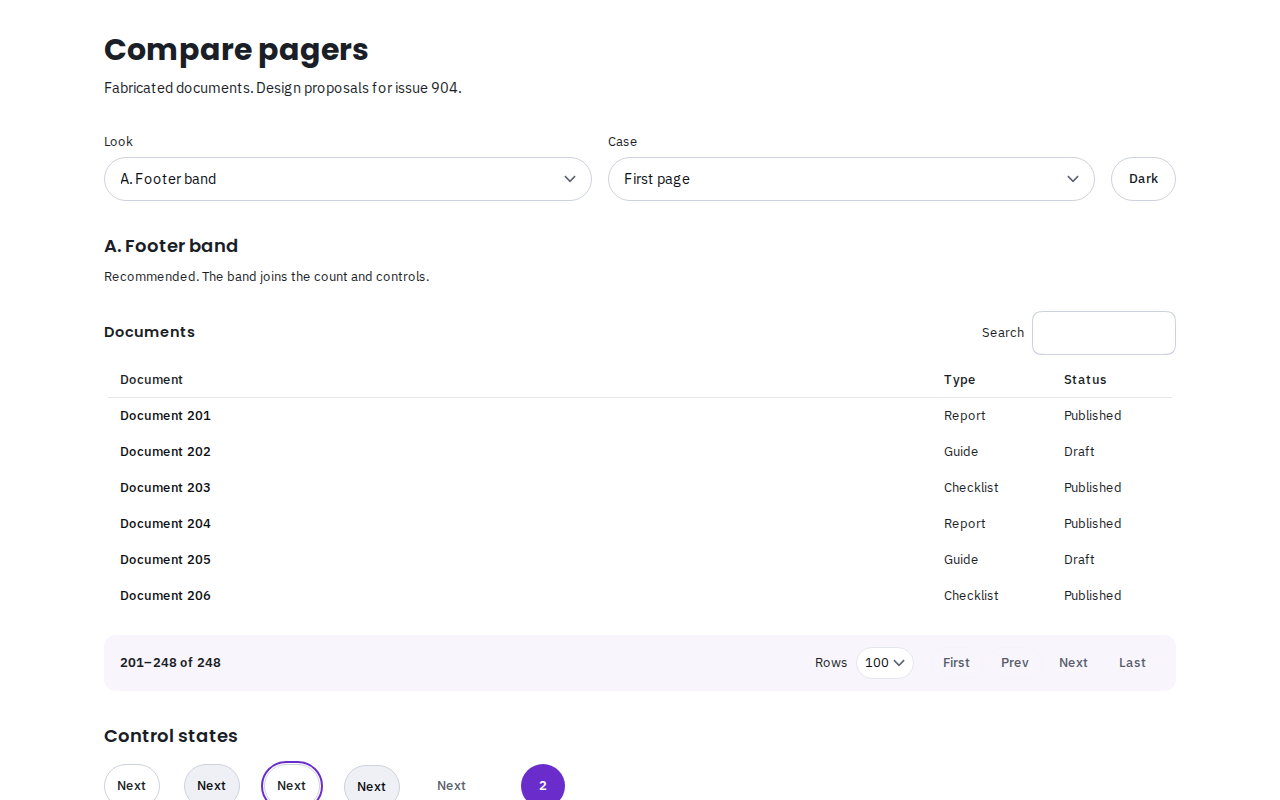 Compare pagers
Fabricated documents. Design proposals for issue 904.
Look Case
A. Footer band First page Dark
A. Footer band
Recommended. The band joins the count and controls.
Documents Search
Document Type Status
Document 201 Report Published
Document 202 Guide Draft
Document 203 Checklist Published
Document 204 Report Published
Document 205 Guide Draft
Document 206 Checklist Published
201–248 of 248 Rows 100 First Prev Next Last
Control states
Next Next Next Next Next 2